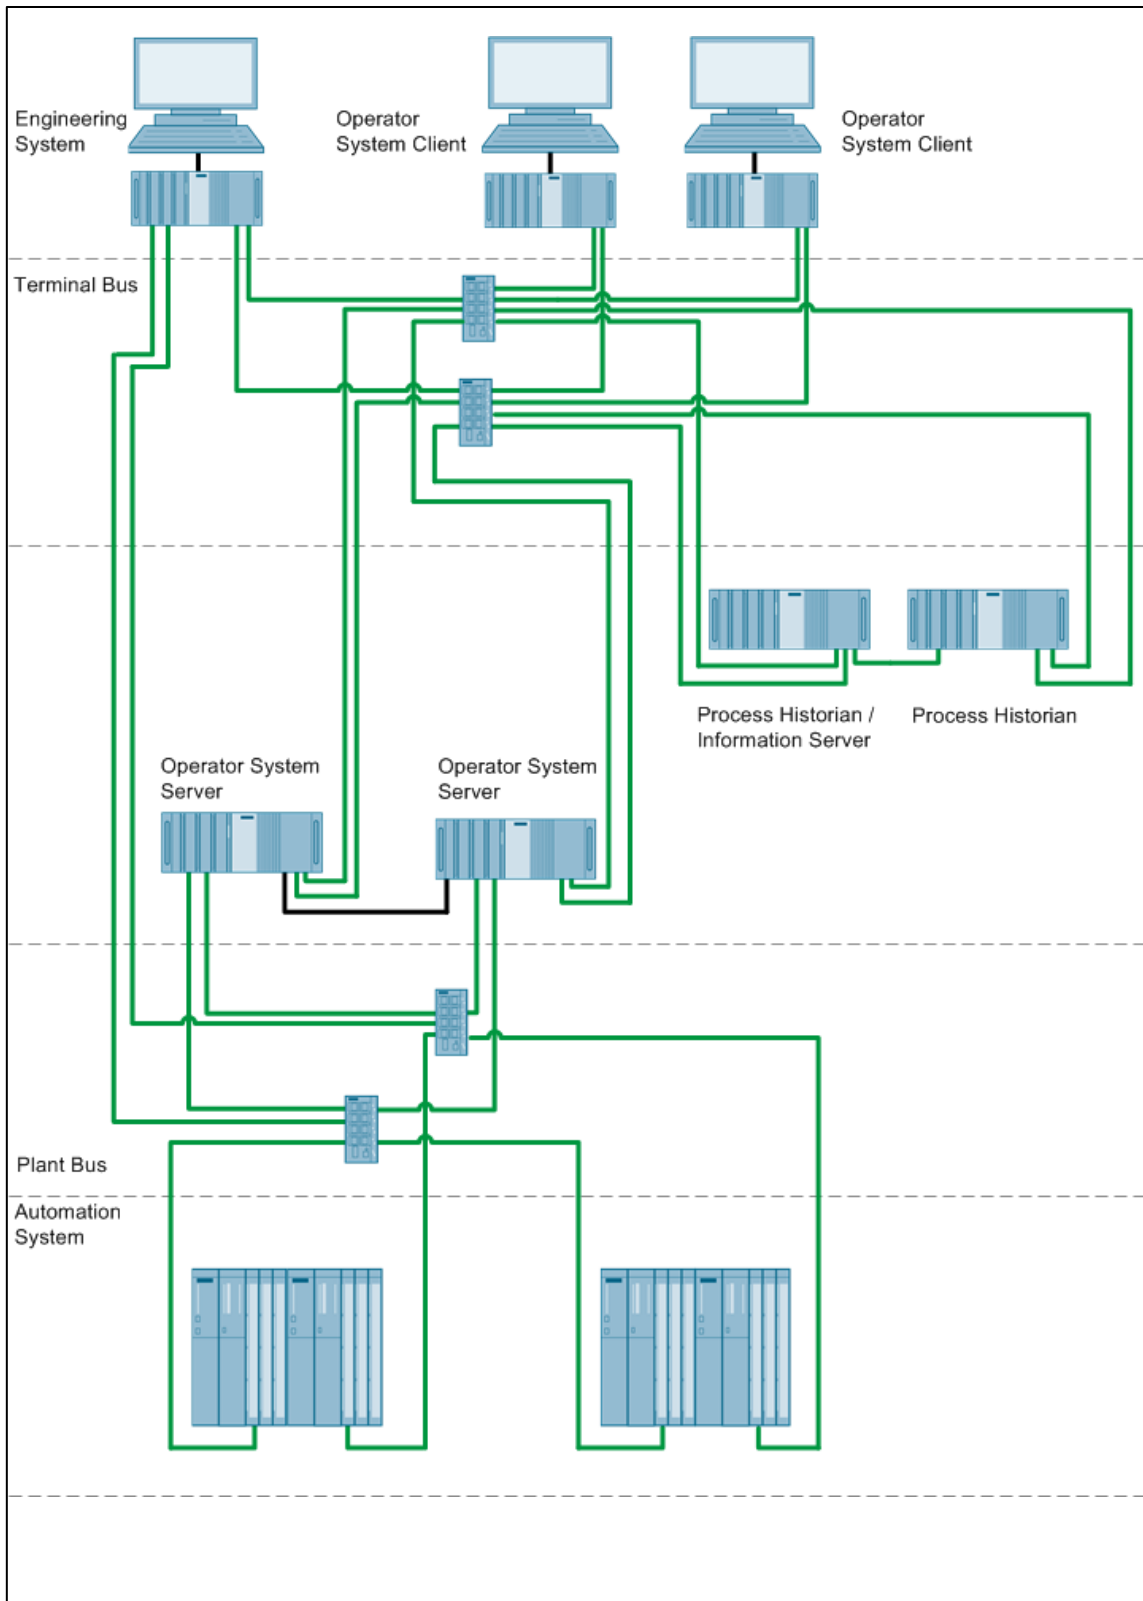 Engineering
System
Operator
System Client
Operator
System Client
Terminal Bus
Process Historian /
Information Server
Process Historian
Operator System
Server
Operator System
Server
Plant Bus
Automation
System